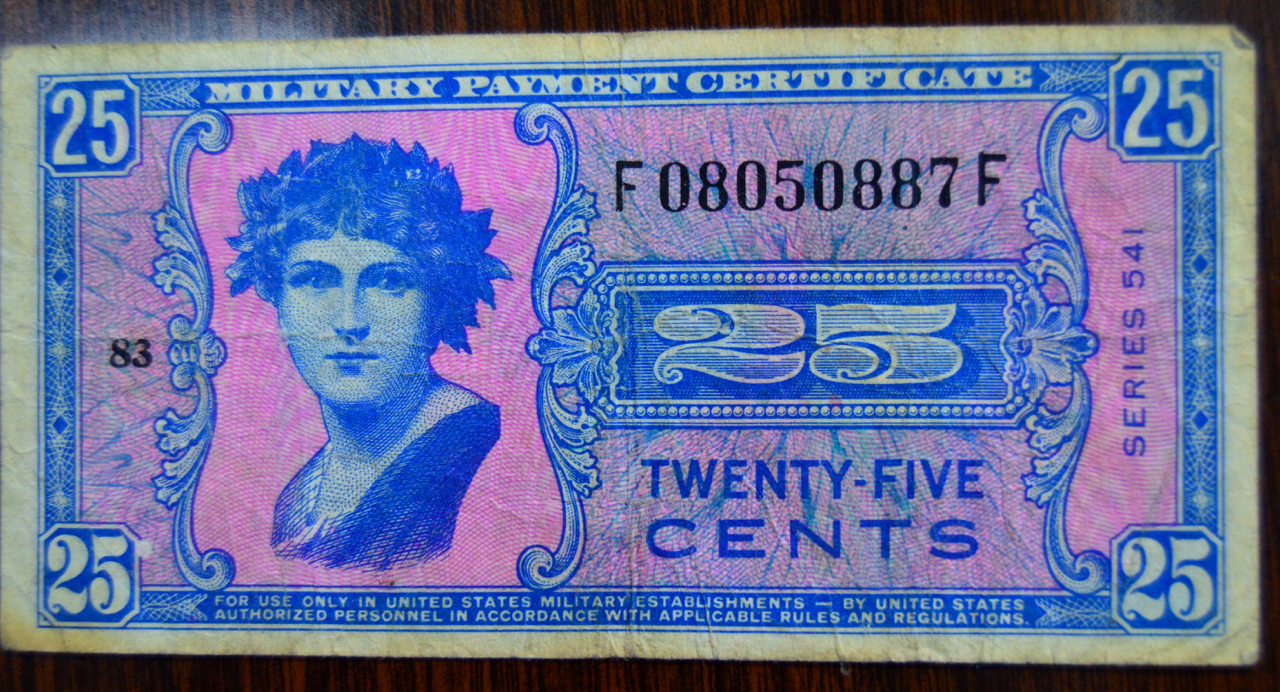 25 MILITARY PAYMENT CERTIFICATE 25
F 08050887 F
83
25
SERIES 541
TWENTY-FIVE
CENTS
25 FOR USE ONLY IN UNITED STATES MILITARY ESTABLISHMENTS — BY UNITED STATES 25
AUTHORIZED PERSONNEL IN ACCORDANCE WITH APPLICABLE RULES AND REGULATIONS.